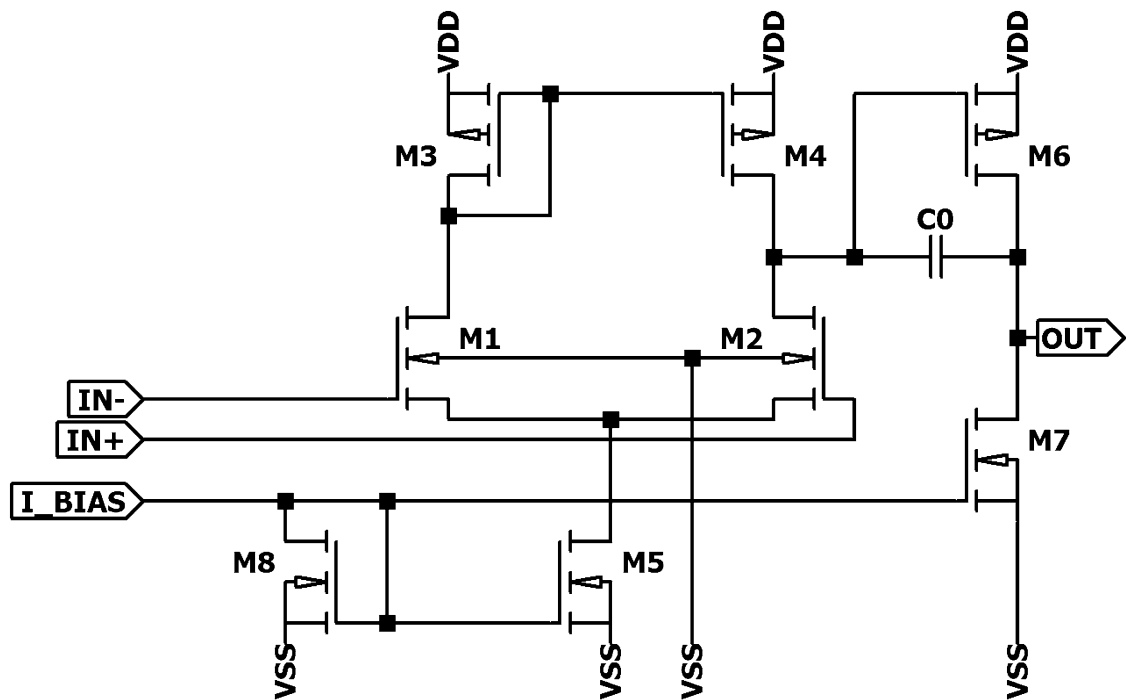 VDD
VDD
VDD
M3
M4
M6
C0
M1
M2
OUT
IN-
IN+
M7
I_BIAS
M8
M5
VSS
VSS
VSS
VSS